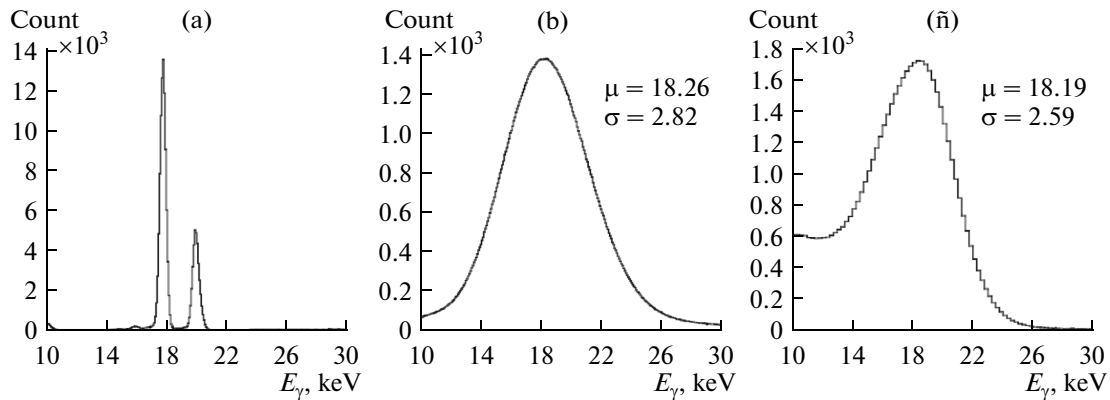 Count (a)
×10³
14
12
10
8
6
4
2
0
10 14 18 22 26 30
E_γ, keV
Count (b)
×10³
1.4
1.2
1.0
0.8
0.6
0.4
0.2
0
μ = 18.26
σ = 2.82
10 14 18 22 26 30
E_γ, keV
Count (ñ)
×10³
1.8
1.6
1.4
1.2
1.0
0.8
0.6
0.4
0.2
0
μ = 18.19
σ = 2.59
10 14 18 22 26 30
E_γ, keV